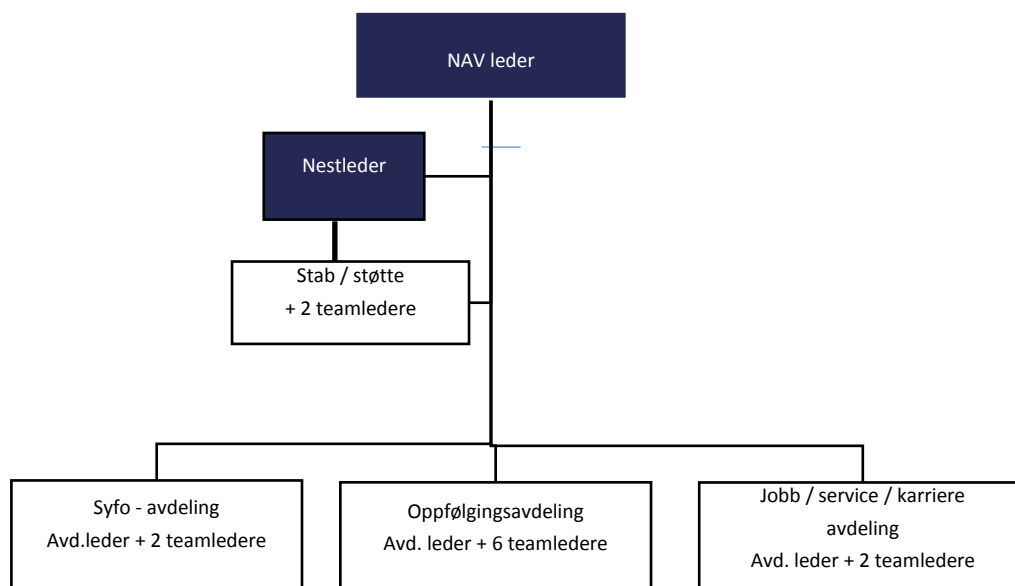 NAV leder
Nestleder
Stab / støtte
+ 2 teamledere
Syfo - avdeling
Avd.leder + 2 teamledere
Oppfølgingsavdeling
Avd. leder + 6 teamledere
Jobb / service / karriere
avdeling
Avd. leder + 2 teamledere